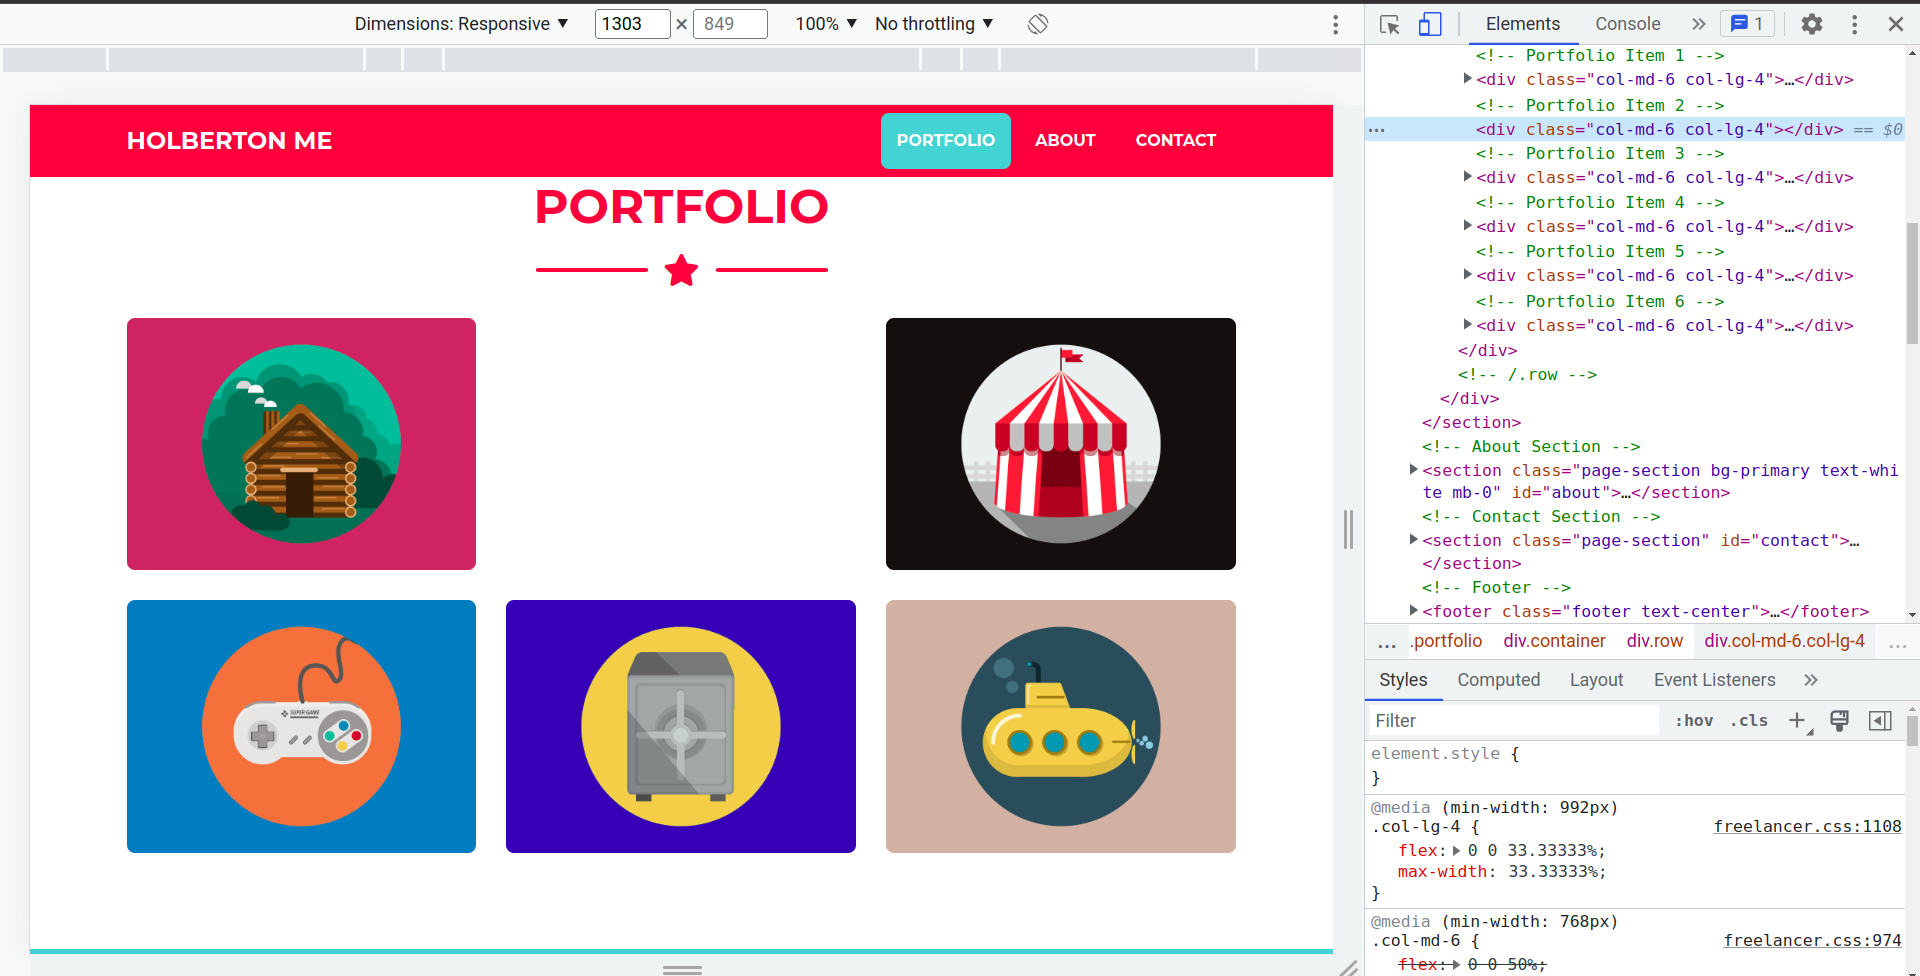 Dimensions: Responsive ▼ 1303 × 849 100% ▼ No throttling ▼
HOLBERTON ME
PORTFOLIO ABOUT CONTACT
PORTFOLIO
SUPER GAME
Elements Console » 1
<!-- Portfolio Item 1 -->
<div class="col-md-6 col-lg-4">…</div>
<!-- Portfolio Item 2 -->
<div class="col-md-6 col-lg-4"></div> == $0
<!-- Portfolio Item 3 -->
<div class="col-md-6 col-lg-4">…</div>
<!-- Portfolio Item 4 -->
<div class="col-md-6 col-lg-4">…</div>
<!-- Portfolio Item 5 -->
<div class="col-md-6 col-lg-4">…</div>
<!-- Portfolio Item 6 -->
<div class="col-md-6 col-lg-4">…</div>
</div>
<!-- /.row -->
</div>
</section>
<!-- About Section -->
<section class="page-section bg-primary text-whi
te mb-0" id="about">…</section>
<!-- Contact Section -->
<section class="page-section" id="contact">…
</section>
<!-- Footer -->
<footer class="footer text-center">…</footer>
... .portfolio div.container div.row div.col-md-6.col-lg-4 ...
Styles Computed Layout Event Listeners »
Filter :hov .cls +
element.style {
}
@media (min-width: 992px)
.col-lg-4 { freelancer.css:1108
flex: 0 0 33.33333%;
max-width: 33.33333%;
}
@media (min-width: 768px)
.col-md-6 { freelancer.css:974
flex: 0 0 50%;